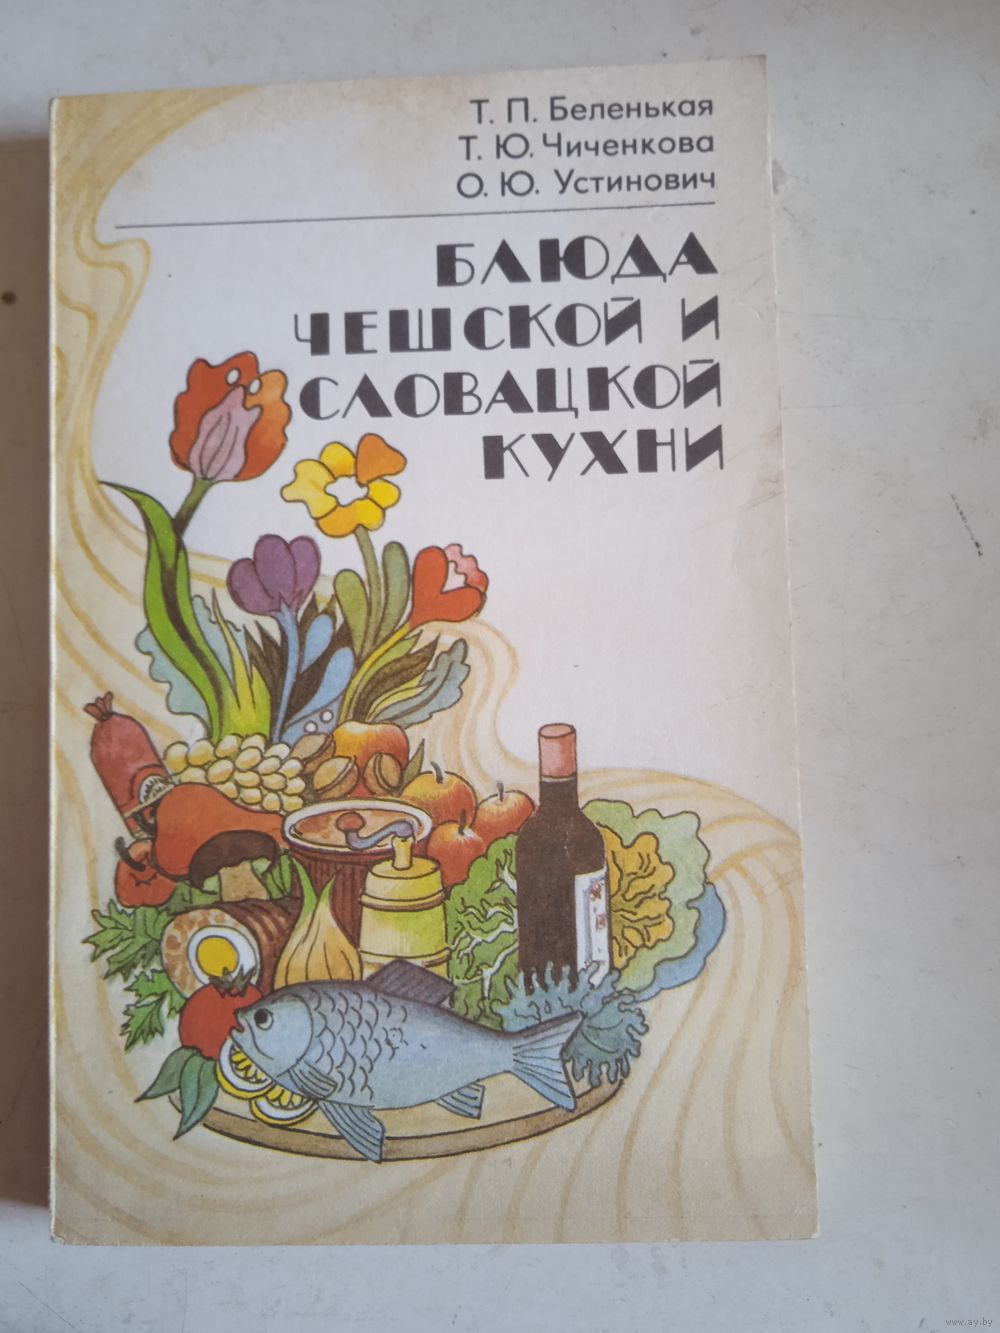 Т. П. Беленькая
Т. Ю. Чиченкова
О. Ю. Устинович
БЛЮДА
ЧЕШСКОЙ И
СЛОВАЦКОЙ
КУХНИ
www.ay.by